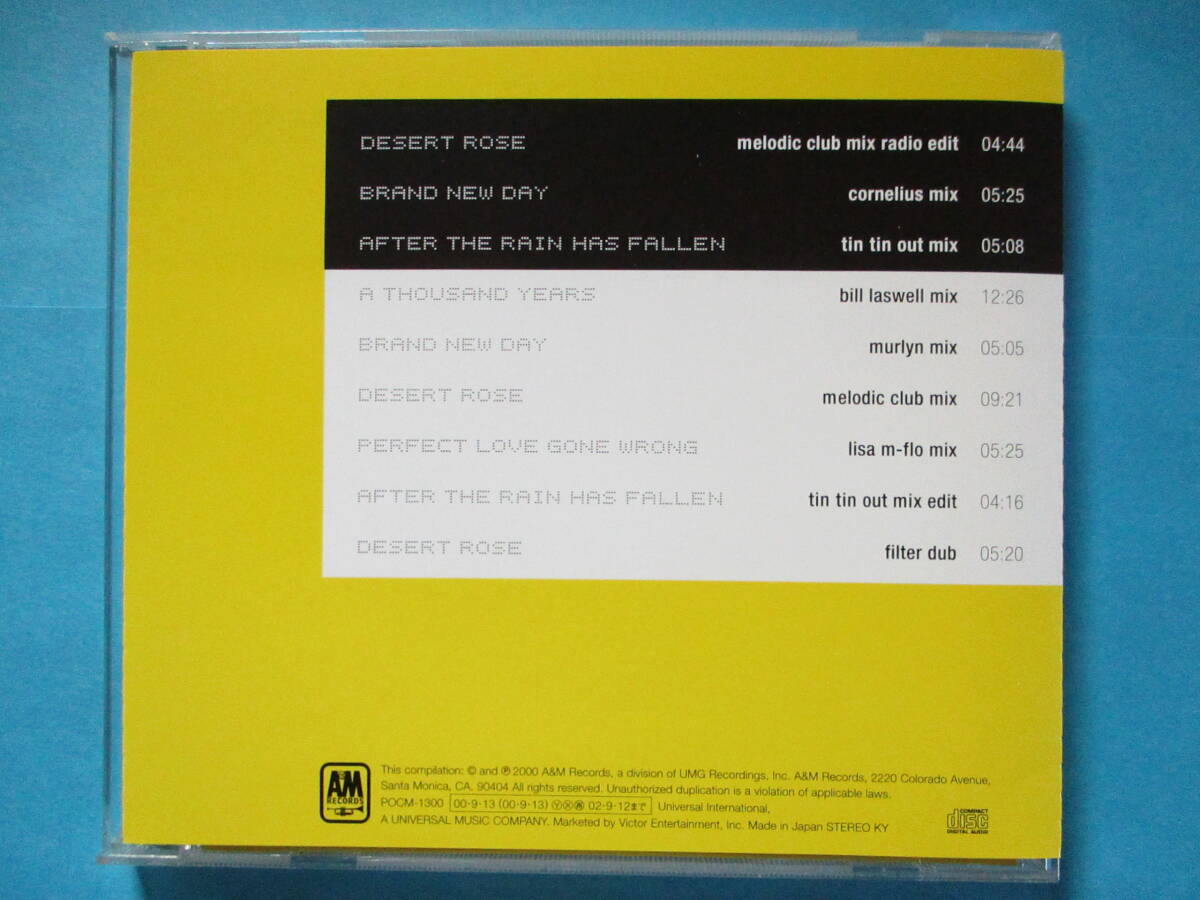 DESERT ROSE melodic club mix radio edit 04:44
BRAND NEW DAY cornelius mix 05:25
AFTER THE RAIN HAS FALLEN tin tin out mix 05:08
A THOUSAND YEARS bill laswell mix 12:26
BRAND NEW DAY murlyn mix 05:05
DESERT ROSE melodic club mix 09:21
PERFECT LOVE GONE WRONG lisa m-flo mix 05:25
AFTER THE RAIN HAS FALLEN tin tin out mix edit 04:16
DESERT ROSE filter dub 05:20
A&M
RECORDS
This compilation: © and ℗ 2000 A&M Records, a division of UMG Recordings, Inc. A&M Records, 2220 Colorado Avenue,
Santa Monica, CA. 90404 All rights reserved. Unauthorized duplication is a violation of applicable laws.
POCM-1300 00·9·13 (00·9·13) Ⓨ Ⓧ 02·9·12まで Universial International,
A UNIVERSAL MUSIC COMPANY. Marketed by Victor Entertainment, Inc. Made in Japan STEREO KY
COMPACT
disc
DIGITAL AUDIO